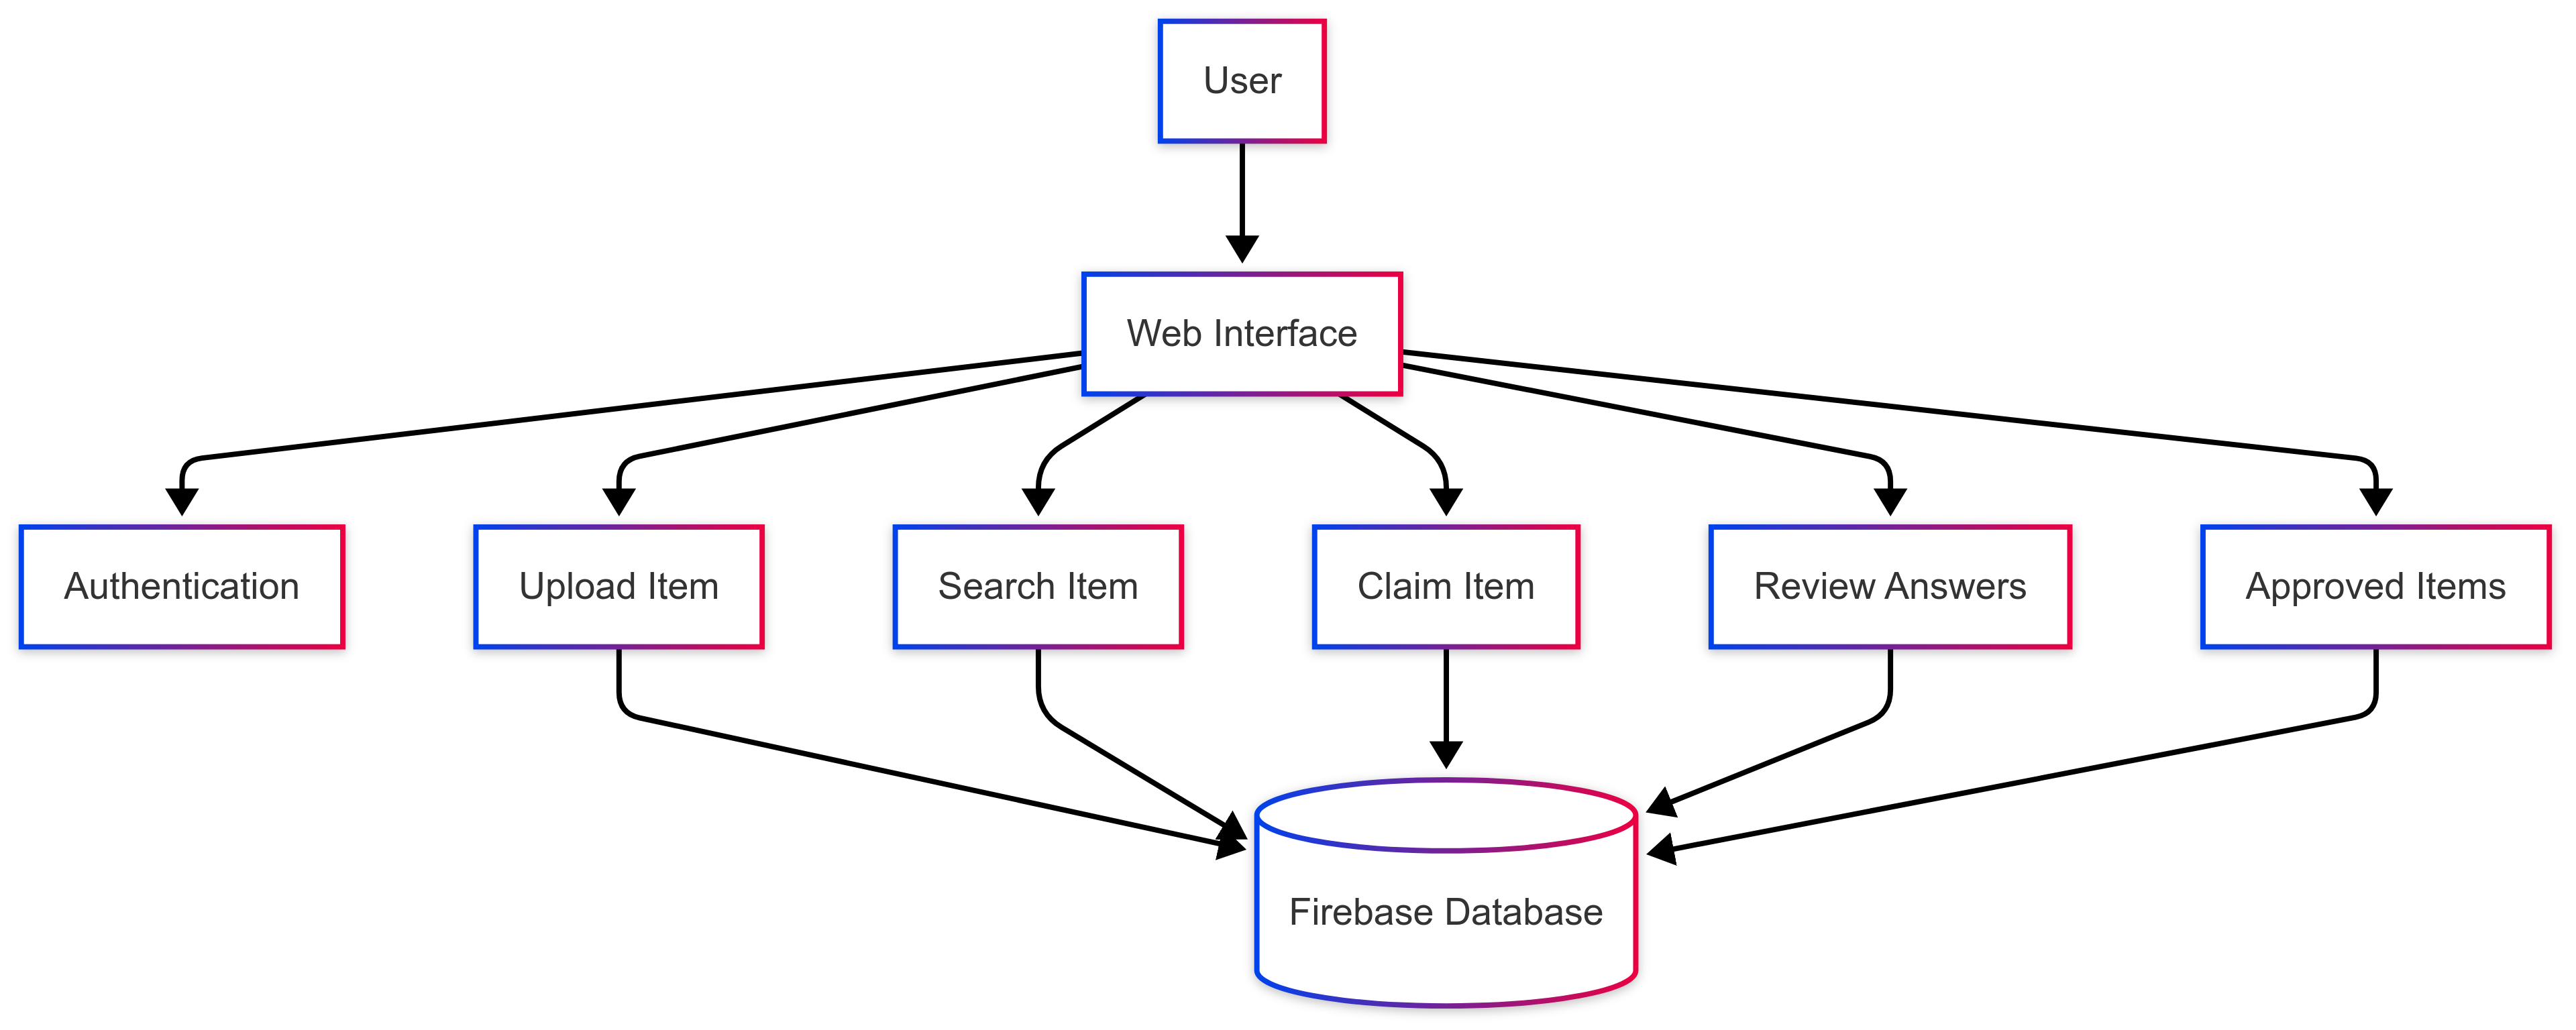 User
Web Interface
Authentication
Upload Item
Search Item
Claim Item
Review Answers
Approved Items
Firebase Database